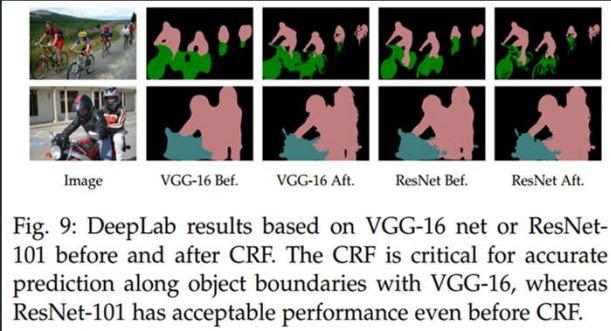 Image VGG-16 Bef. VGG-16 Aft. ResNet Bef. ResNet Aft.
Fig. 9: DeepLab results based on VGG-16 net or ResNet-
101 before and after CRF. The CRF is critical for accurate
prediction along object boundaries with VGG-16, whereas
ResNet-101 has acceptable performance even before CRF.